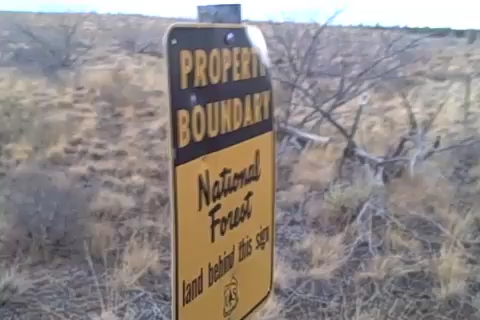 PROPERTY
BOUNDARY
National
Forest
land behind this sign